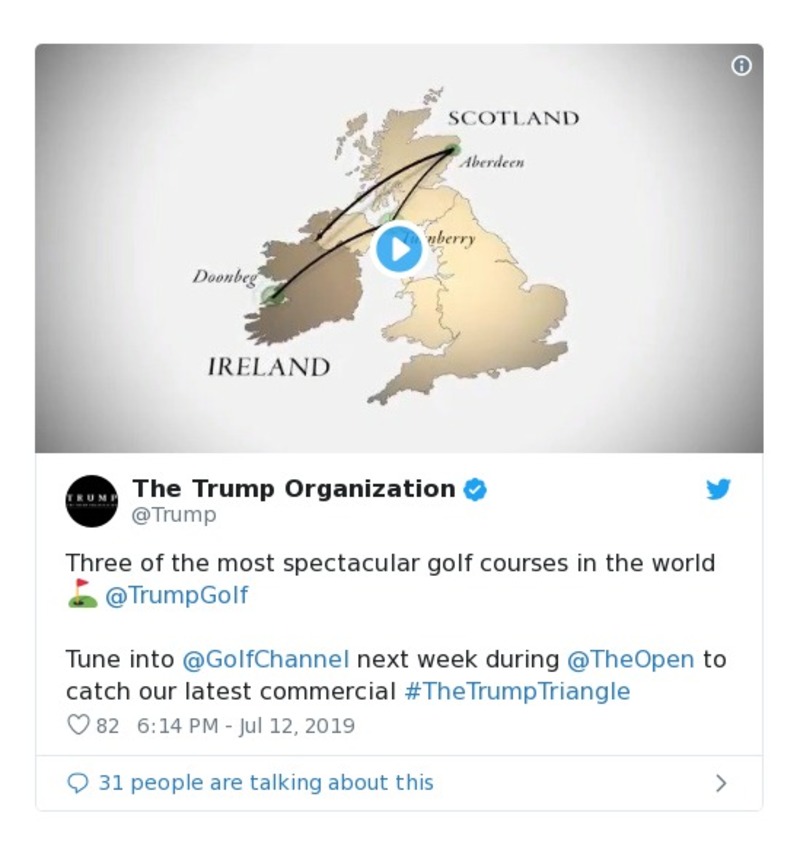 SCOTLAND
Aberdeen
nberry
Doonbeg
IRELAND
TRUMP
The Trump Organization
@Trump
Three of the most spectacular golf courses in the world
⛳ @TrumpGolf
Tune into @GolfChannel next week during @TheOpen to
catch our latest commercial #TheTrumpTriangle
82 6:14 PM - Jul 12, 2019
31 people are talking about this